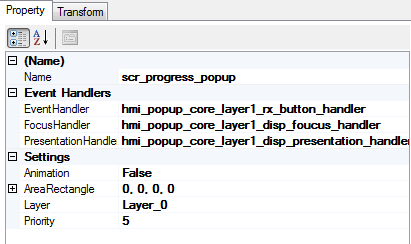 Property Transform
(Name)
Name scr_progress_popup
Event Handlers
EventHandler hmi_popup_core_layer1_rx_button_handler
FocusHandler hmi_popup_core_layer1_disp_foucus_handler
PresentationHandle hmi_popup_core_layer1_disp_presentation_handler
Settings
Animation False
AreaRectangle 0, 0, 0, 0
Layer Layer_0
Priority 5